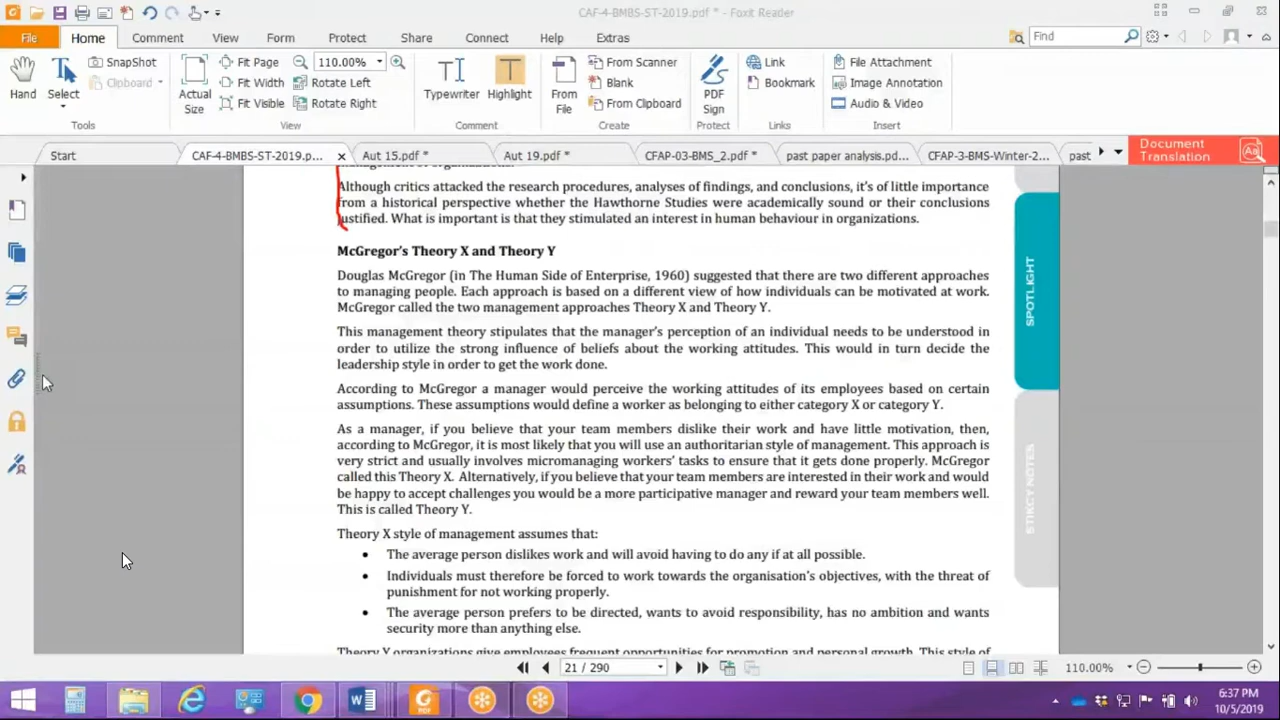 CAF-4-BMBS-ST-2019.pdf * - Foxit Reader
File Home Comment View Form Protect Share Connect Help Extras Find
Hand
Select
SnapShot
Clipboard
Tools
Actual Size
Fit Page
Fit Width
Fit Visible
110.00%
Rotate Left
Rotate Right
View
Typewriter
Highlight
Comment
From File
From Scanner
Blank
From Clipboard
Create
PDF Sign
Protect
Link
Bookmark
Links
File Attachment
Image Annotation
Audio & Video
Insert
Start CAF-4-BMBS-ST-2019.p... Aut 15.pdf * Aut 19.pdf * CFAP-03-BMS_2.pdf * past paper analysis.pd... CFAP-3-BMS-Winter-2... past
Document Translation
Although critics attacked the research procedures, analyses of findings, and conclusions, it's of little importance
from a historical perspective whether the Hawthorne Studies were academically sound or their conclusions
justified. What is important is that they stimulated an interest in human behaviour in organizations.
McGregor's Theory X and Theory Y
Douglas McGregor (in The Human Side of Enterprise, 1960) suggested that there are two different approaches
to managing people. Each approach is based on a different view of how individuals can be motivated at work.
McGregor called the two management approaches Theory X and Theory Y.
This management theory stipulates that the manager's perception of an individual needs to be understood in
order to utilize the strong influence of beliefs about the working attitudes. This would in turn decide the
leadership style in order to get the work done.
According to McGregor a manager would perceive the working attitudes of its employees based on certain
assumptions. These assumptions would define a worker as belonging to either category X or category Y.
As a manager, if you believe that your team members dislike their work and have little motivation, then,
according to McGregor, it is most likely that you will use an authoritarian style of management. This approach is
very strict and usually involves micromanaging workers' tasks to ensure that it gets done properly. McGregor
called this Theory X. Alternatively, if you believe that your team members are interested in their work and would
be happy to accept challenges you would be a more participative manager and reward your team members well.
This is called Theory Y.
Theory X style of management assumes that:
• The average person dislikes work and will avoid having to do any if at all possible.
• Individuals must therefore be forced to work towards the organisation's objectives, with the threat of
punishment for not working properly.
• The average person prefers to be directed, wants to avoid responsibility, has no ambition and wants
security more than anything else.
Theory Y organizations give employees frequent opportunities for promotion and personal growth. This style of
SPOTLIGHT
STICKY NOTES
21 / 290
110.00%
6:37 PM
10/5/2019